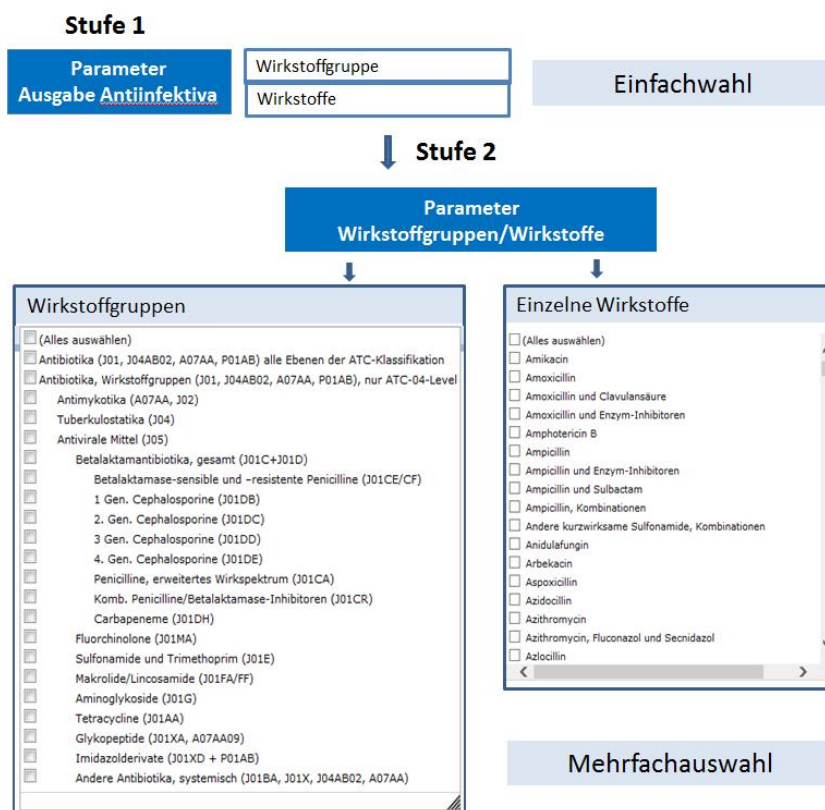 Stufe 1
Parameter
Ausgabe Antiinfektiva
Wirkstoffgruppe
Wirkstoffe
Einfachwahl
Stufe 2
Parameter
Wirkstoffgruppen/Wirkstoffe
Wirkstoffgruppen
(Alles auswählen)
Antibiotika (J01, J04AB02, A07AA, P01AB) alle Ebenen der ATC-Klassifikation
Antibiotika, Wirkstoffgruppen (J01, J04AB02, A07AA, P01AB), nur ATC-04-Level
Antimykotika (A07AA, J02)
Tuberkulostatika (J04)
Antivirale Mittel (J05)
Betalaktamantibiotika, gesamt (J01C+J01D)
Betalaktamase-sensible und –resistente Penicilline (J01CE/CF)
1 Gen. Cephalosporine (J01DB)
2. Gen. Cephalosporine (J01DC)
3 Gen. Cephalosporine (J01DD)
4. Gen. Cephalosporine (J01DE)
Penicilline, erweitertes Wirkspektrum (J01CA)
Komb. Penicilline/Betalaktamase-Inhibitoren (J01CR)
Carbapeneme (J01DH)
Fluorchinolone (J01MA)
Sulfonamide und Trimethoprim (J01E)
Makrolide/Lincosamide (J01FA/FF)
Aminoglykoside (J01G)
Tetracycline (J01AA)
Glykopeptide (J01XA, A07AA09)
Imidazolderivate (J01XD + P01AB)
Andere Antibiotika, systemisch (J01BA, J01X, J04AB02, A07AA)
Einzelne Wirkstoffe
(Alles auswählen)
Amikacin
Amoxicillin
Amoxicillin und Clavulansäure
Amoxicillin und Enzym-Inhibitoren
Amphotericin B
Ampicillin
Ampicillin und Enzym-Inhibitoren
Ampicillin und Sulbactam
Ampicillin, Kombinationen
Andere kurzwirksame Sulfonamide, Kombinationen
Anidulafungin
Arbekacin
Aspoxicillin
Azidocillin
Azithromycin
Azithromycin, Fluconazol und Secnidazol
Azlocillin
Mehrfachauswahl